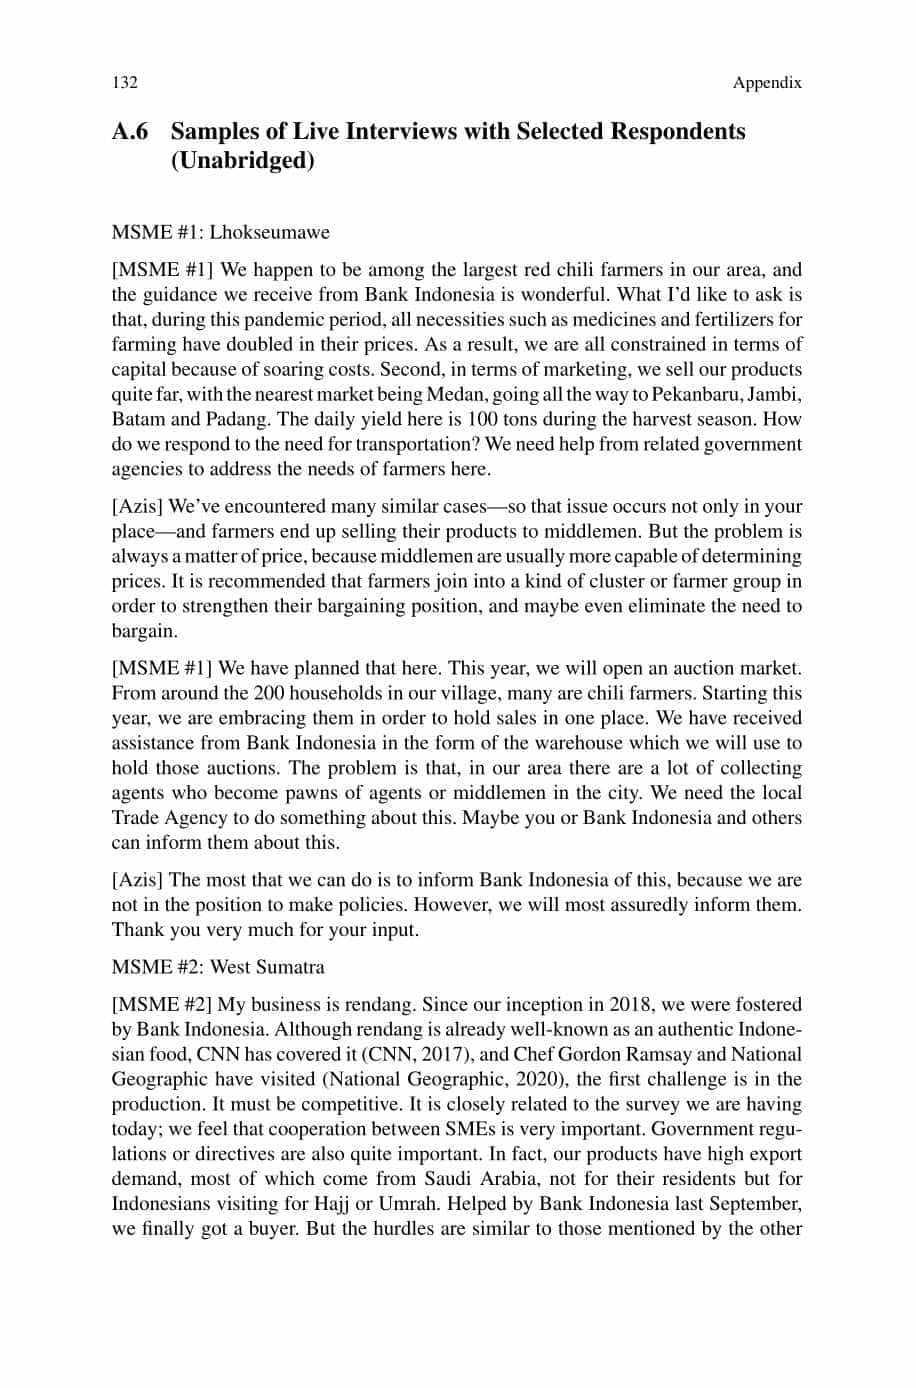 132
Appendix
A.6 Samples of Live Interviews with Selected Respondents
(Unabridged)
MSME #1: Lhokseumawe
[MSME #1] We happen to be among the largest red chili farmers in our area, and
the guidance we receive from Bank Indonesia is wonderful. What I’d like to ask is
that, during this pandemic period, all necessities such as medicines and fertilizers for
farming have doubled in their prices. As a result, we are all constrained in terms of
capital because of soaring costs. Second, in terms of marketing, we sell our products
quite far, with the nearest market being Medan, going all the way to Pekanbaru, Jambi,
Batam and Padang. The daily yield here is 100 tons during the harvest season. How
do we respond to the need for transportation? We need help from related government
agencies to address the needs of farmers here.
[Azis] We’ve encountered many similar cases—so that issue occurs not only in your
place—and farmers end up selling their products to middlemen. But the problem is
always a matter of price, because middlemen are usually more capable of determining
prices. It is recommended that farmers join into a kind of cluster or farmer group in
order to strengthen their bargaining position, and maybe even eliminate the need to
bargain.
[MSME #1] We have planned that here. This year, we will open an auction market.
From around the 200 households in our village, many are chili farmers. Starting this
year, we are embracing them in order to hold sales in one place. We have received
assistance from Bank Indonesia in the form of the warehouse which we will use to
hold those auctions. The problem is that, in our area there are a lot of collecting
agents who become pawns of agents or middlemen in the city. We need the local
Trade Agency to do something about this. Maybe you or Bank Indonesia and others
can inform them about this.
[Azis] The most that we can do is to inform Bank Indonesia of this, because we are
not in the position to make policies. However, we will most assuredly inform them.
Thank you very much for your input.
MSME #2: West Sumatra
[MSME #2] My business is rendang. Since our inception in 2018, we were fostered
by Bank Indonesia. Although rendang is already well-known as an authentic Indone-
sian food, CNN has covered it (CNN, 2017), and Chef Gordon Ramsay and National
Geographic have visited (National Geographic, 2020), the first challenge is in the
production. It must be competitive. It is closely related to the survey we are having
today; we feel that cooperation between SMEs is very important. Government regu-
lations or directives are also quite important. In fact, our products have high export
demand, most of which come from Saudi Arabia, not for their residents but for
Indonesians visiting for Hajj or Umrah. Helped by Bank Indonesia last September,
we finally got a buyer. But the hurdles are similar to those mentioned by the other